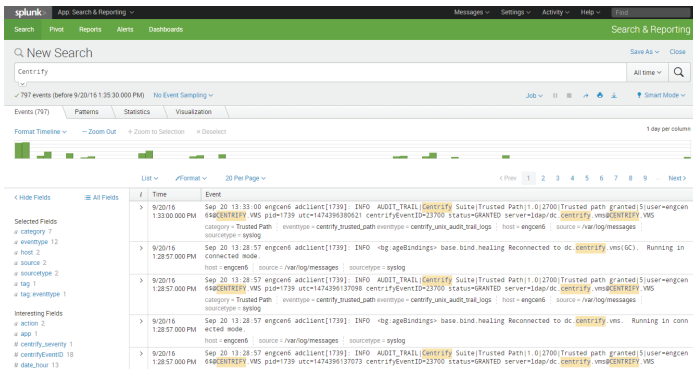 splunk> App: Search & Reporting Messages Settings Activity Help Find
Search Pivot Reports Alerts Dashboards Search & Reporting
New Search Save As Close
Centrify All time
797 events (before 9/20/16 1:35:30.000 PM) No Event Sampling Job Smart Mode
Events (797) Patterns Statistics Visualization
Format Timeline – Zoom Out + Zoom to Selection × Deselect 1 day per column
List Format 20 Per Page < Prev 1 2 3 4 5 6 7 8 9 ... Next >
< Hide Fields All Fields i Time Event
Selected Fields
a category 7
a eventtype 12
a host 2
a source 2
a sourcetype 2
a tag 1
a tag::eventtype 1
Interesting Fields
a action 2
a app 1
# centrify_severity 1
# centrifyEventID 18
# date_hour 13
> 9/20/16 Sep 20 13:33:00 engcen6 adclient[1739]: INFO AUDIT_TRAIL|Centrify Suite|Trusted Path|1.0|2700|Trusted path granted|5|user=engcen
1:33:00.000 PM 6$@CENTRIFY.VMS pid=1739 utc=1474396380621 centrifyEventID=23700 status=GRANTED server=ldap/dc.centrify.vms@CENTRIFY.VMS
category = Trusted Path eventtype = centrify_trusted_path eventtype = centrify_unix_audit_trail_logs host = engcen6 source = /var/log/messages
sourcetype = syslog
> 9/20/16 Sep 20 13:28:57 engcen6 adclient[1739]: INFO <bg:ageBindings> base.bind.healing Reconnected to dc.centrify.vms(GC). Running in
1:28:57.000 PM connected mode.
host = engcen6 source = /var/log/messages sourcetype = syslog
> 9/20/16 Sep 20 13:28:57 engcen6 adclient[1739]: INFO AUDIT_TRAIL|Centrify Suite|Trusted Path|1.0|2700|Trusted path granted|5|user=engcen
1:28:57.000 PM 6$@CENTRIFY.VMS pid=1739 utc=1474396137098 centrifyEventID=23700 status=GRANTED server=ldap/dc.centrify.vms@CENTRIFY.VMS
category = Trusted Path eventtype = centrify_trusted_path eventtype = centrify_unix_audit_trail_logs host = engcen6 source = /var/log/messages
sourcetype = syslog
> 9/20/16 Sep 20 13:28:57 engcen6 adclient[1739]: INFO <bg:ageBindings> base.bind.healing Reconnected to dc.centrify.vms. Running in conn
1:28:57.000 PM ected mode.
host = engcen6 source = /var/log/messages sourcetype = syslog
> 9/20/16 Sep 20 13:28:57 engcen6 adclient[1739]: INFO AUDIT_TRAIL|Centrify Suite|Trusted Path|1.0|2700|Trusted path granted|5|user=engcen
1:28:57.000 PM 6$@CENTRIFY.VMS pid=1739 utc=1474396137073 centrifyEventID=23700 status=GRANTED server=ldap/dc.centrify.vms@CENTRIFY.VMS